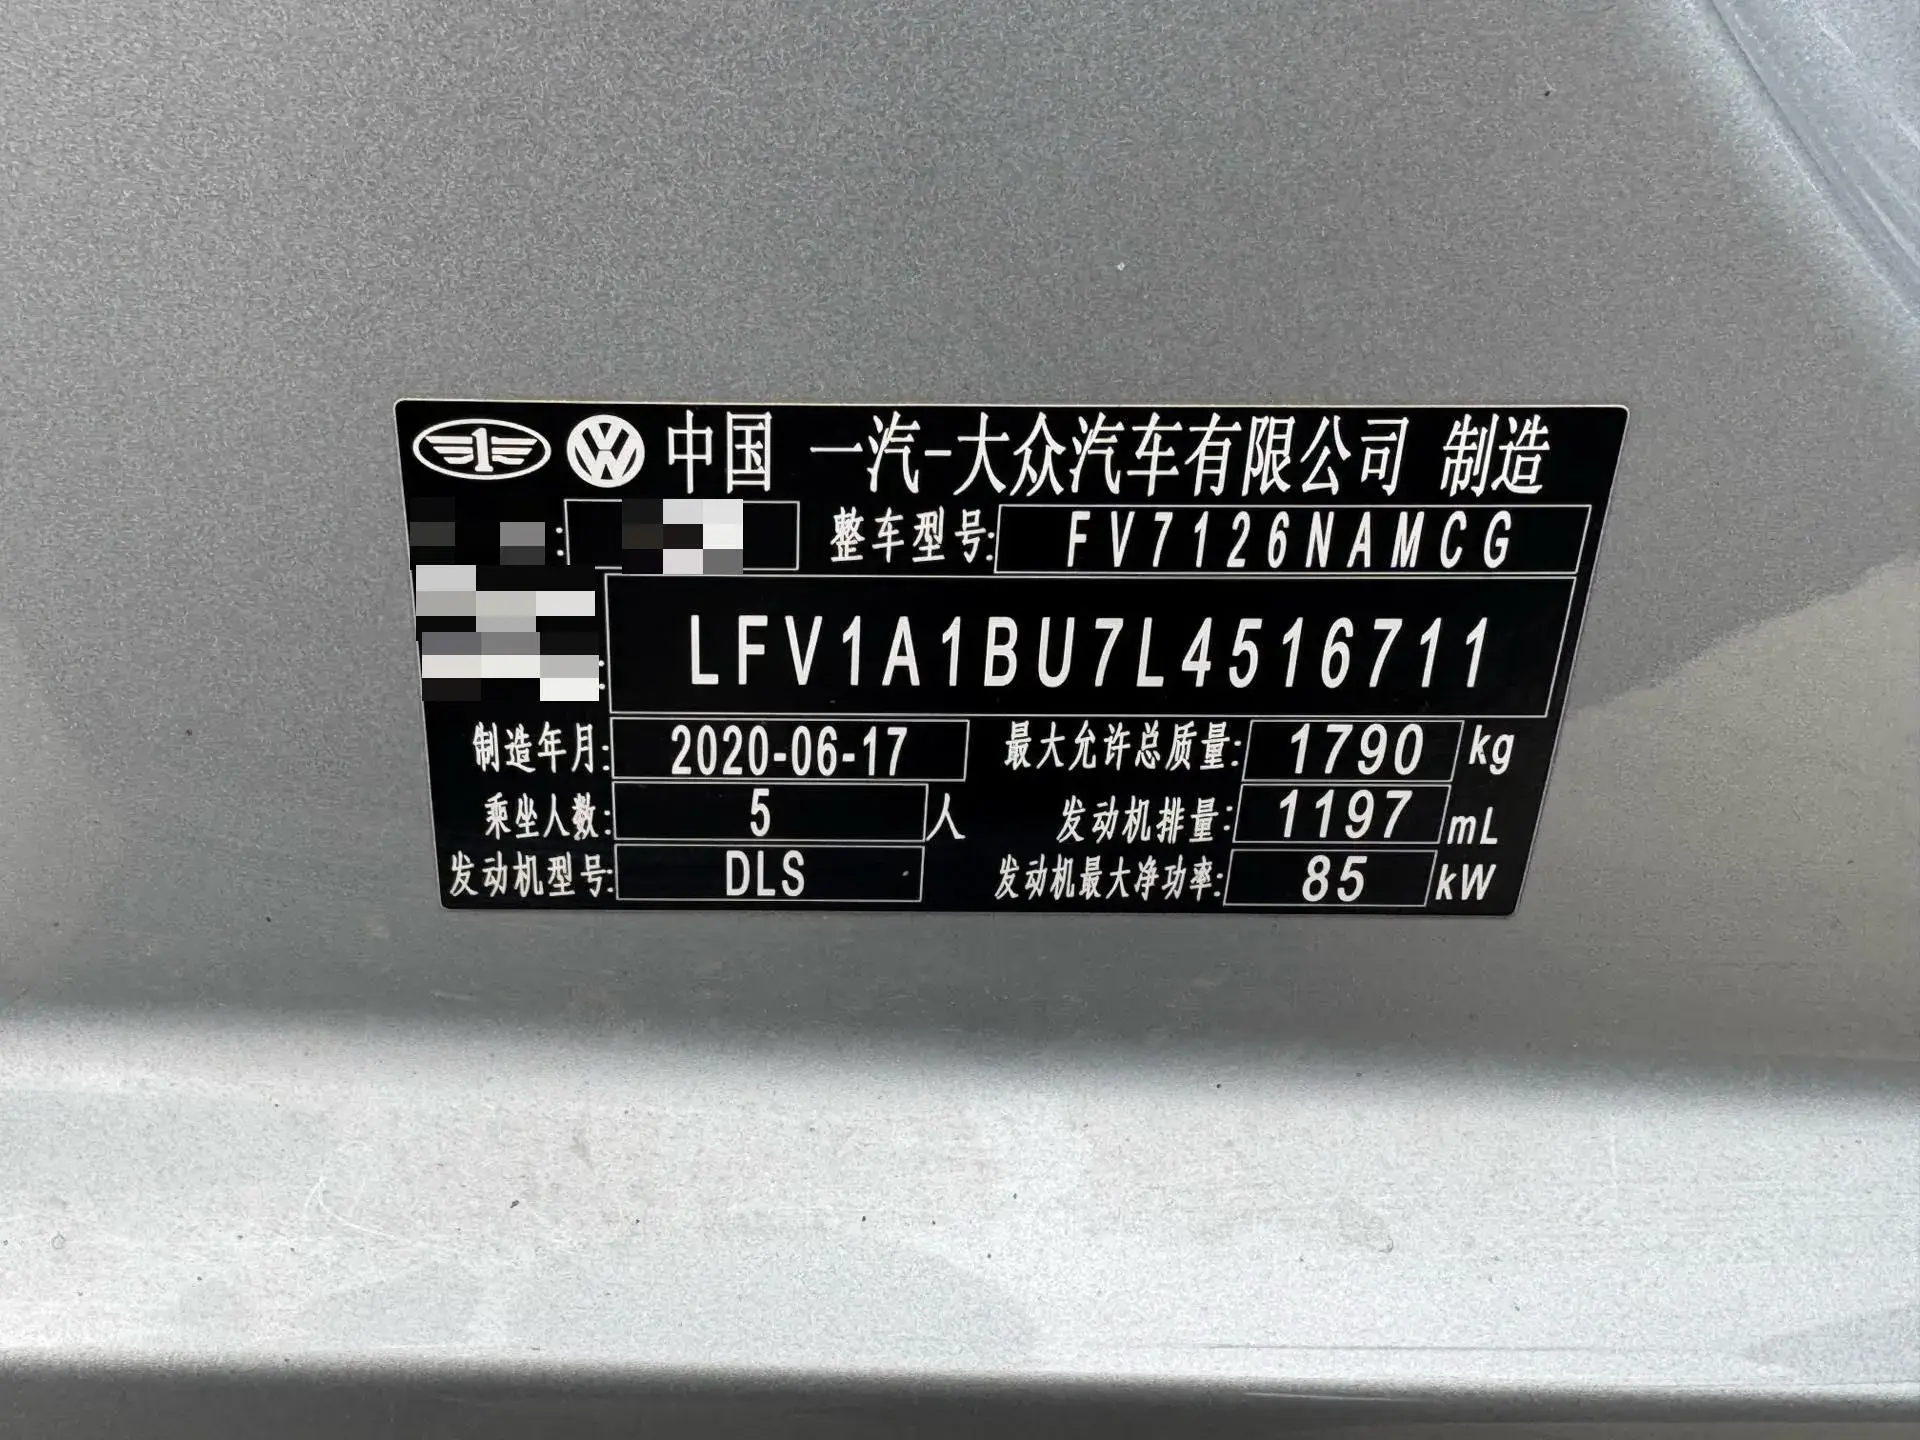 中国 一汽-大众汽车有限公司 制造
: 整车型号: FV7126NAMCG
: LFV1A1BU7L4516711
制造年月: 2020-06-17 最大允许总质量: 1790 kg
乘坐人数: 5 人 发动机排量: 1197 mL
发动机型号: DLS 发动机最大净功率: 85 kW